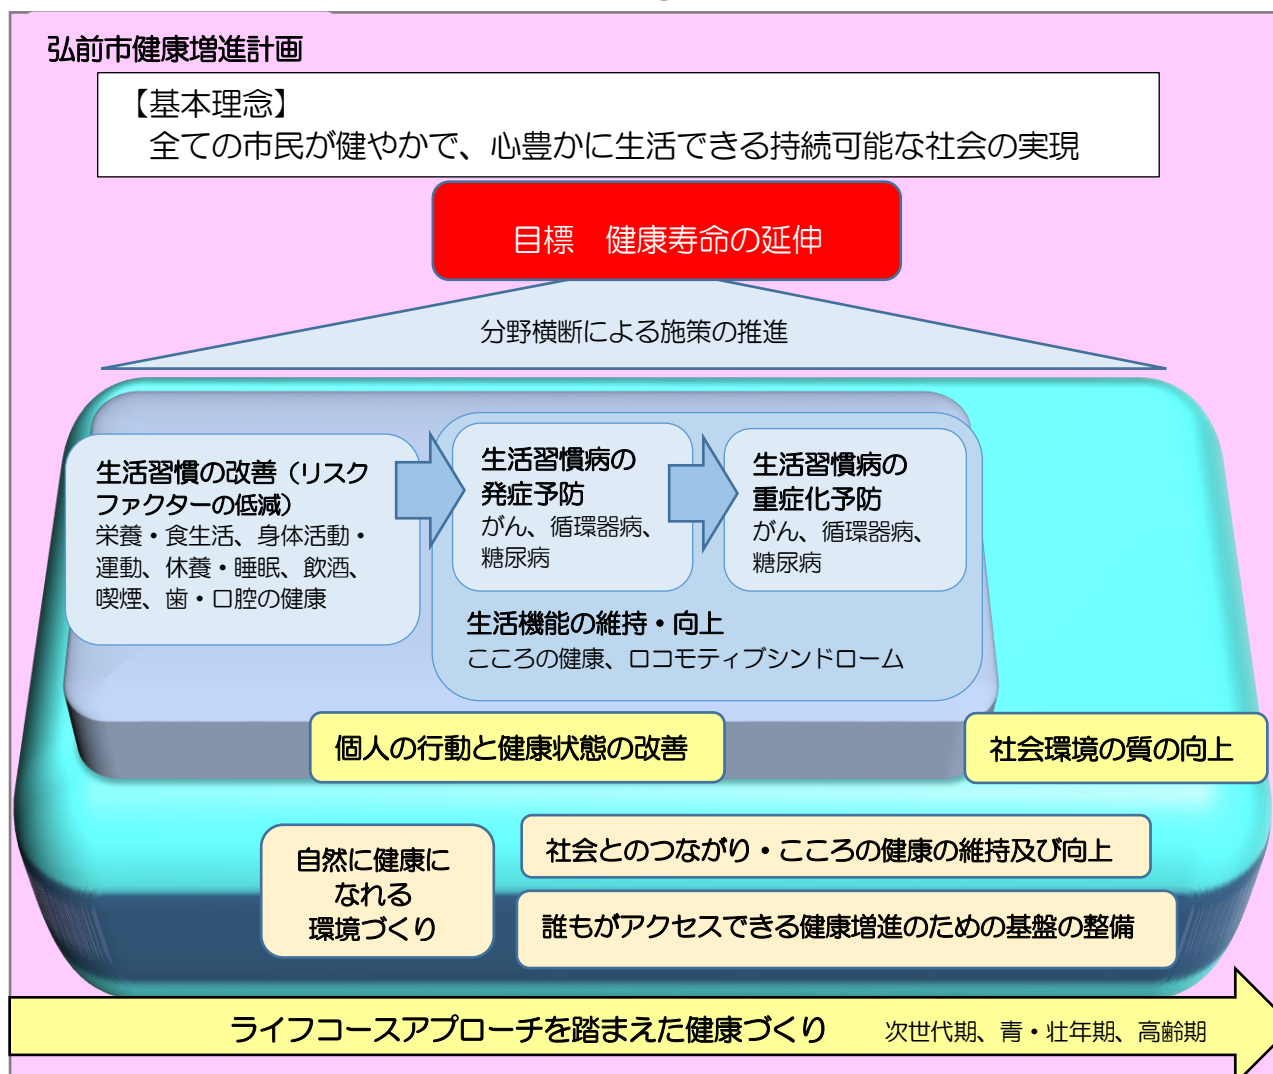 弘前市健康増進計画
【基本理念】
全ての市民が健やかで、心豊かに生活できる持続可能な社会の実現
目標　健康寿命の延伸
分野横断による施策の推進
生活習慣の改善（リスク
ファクターの低減）
栄養・食生活、身体活動・
運動、休養・睡眠、飲酒、
喫煙、歯・口腔の健康
生活習慣病の
発症予防
がん、循環器病、
糖尿病
生活習慣病の
重症化予防
がん、循環器病、
糖尿病
生活機能の維持・向上
こころの健康、ロコモティブシンドローム
個人の行動と健康状態の改善
社会環境の質の向上
自然に健康に
なれる
環境づくり
社会とのつながり・こころの健康の維持及び向上
誰もがアクセスできる健康増進のための基盤の整備
ライフコースアプローチを踏まえた健康づくり　次世代期、青・壮年期、高齢期